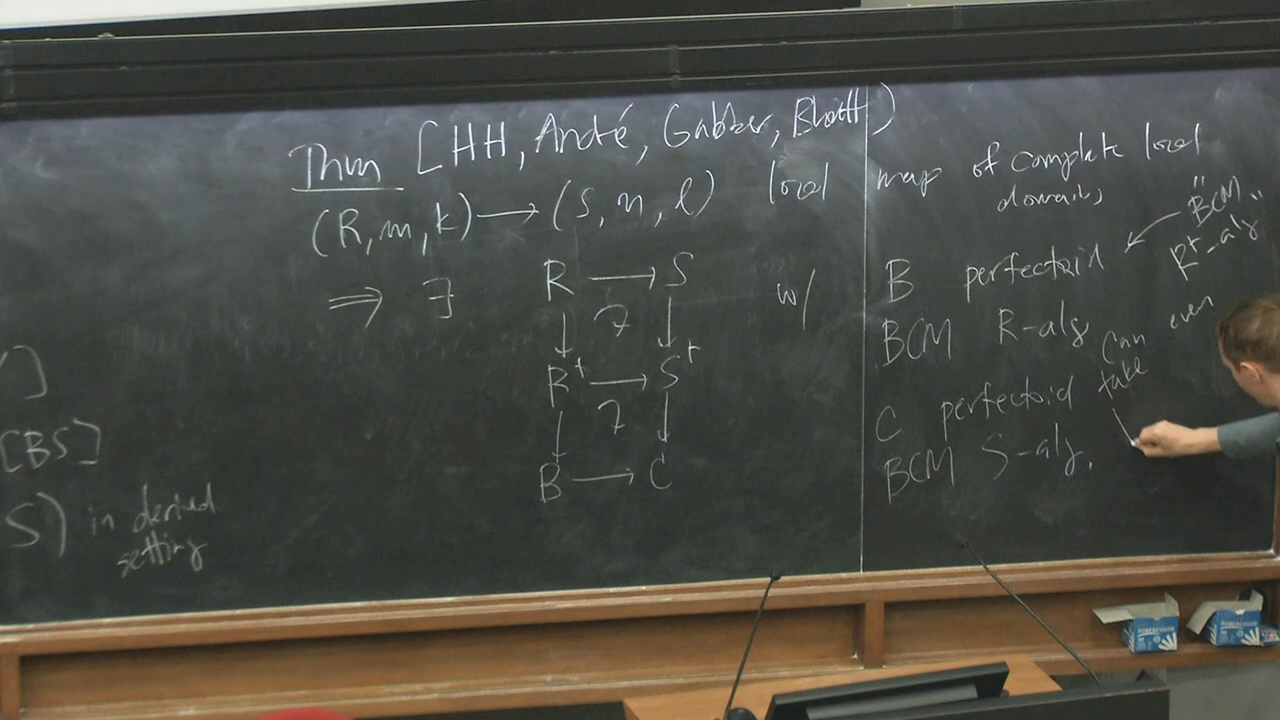 Thm [HH, André, Gabber, Bhatt)
(R, m, k) ⟶ (S, n, l) local map of complete local
domains
⟹ ∃ R ⟶ S w/ B perfectoid
"BCM"
R⁺-alg
↓ ↓
BCM R-alg
R⁺ ⟶ S⁺
C perfectoid
Can even
take
↓ ↓
BCM S-alg.
B ⟶ C
]
[BS]
S) in derived
setting